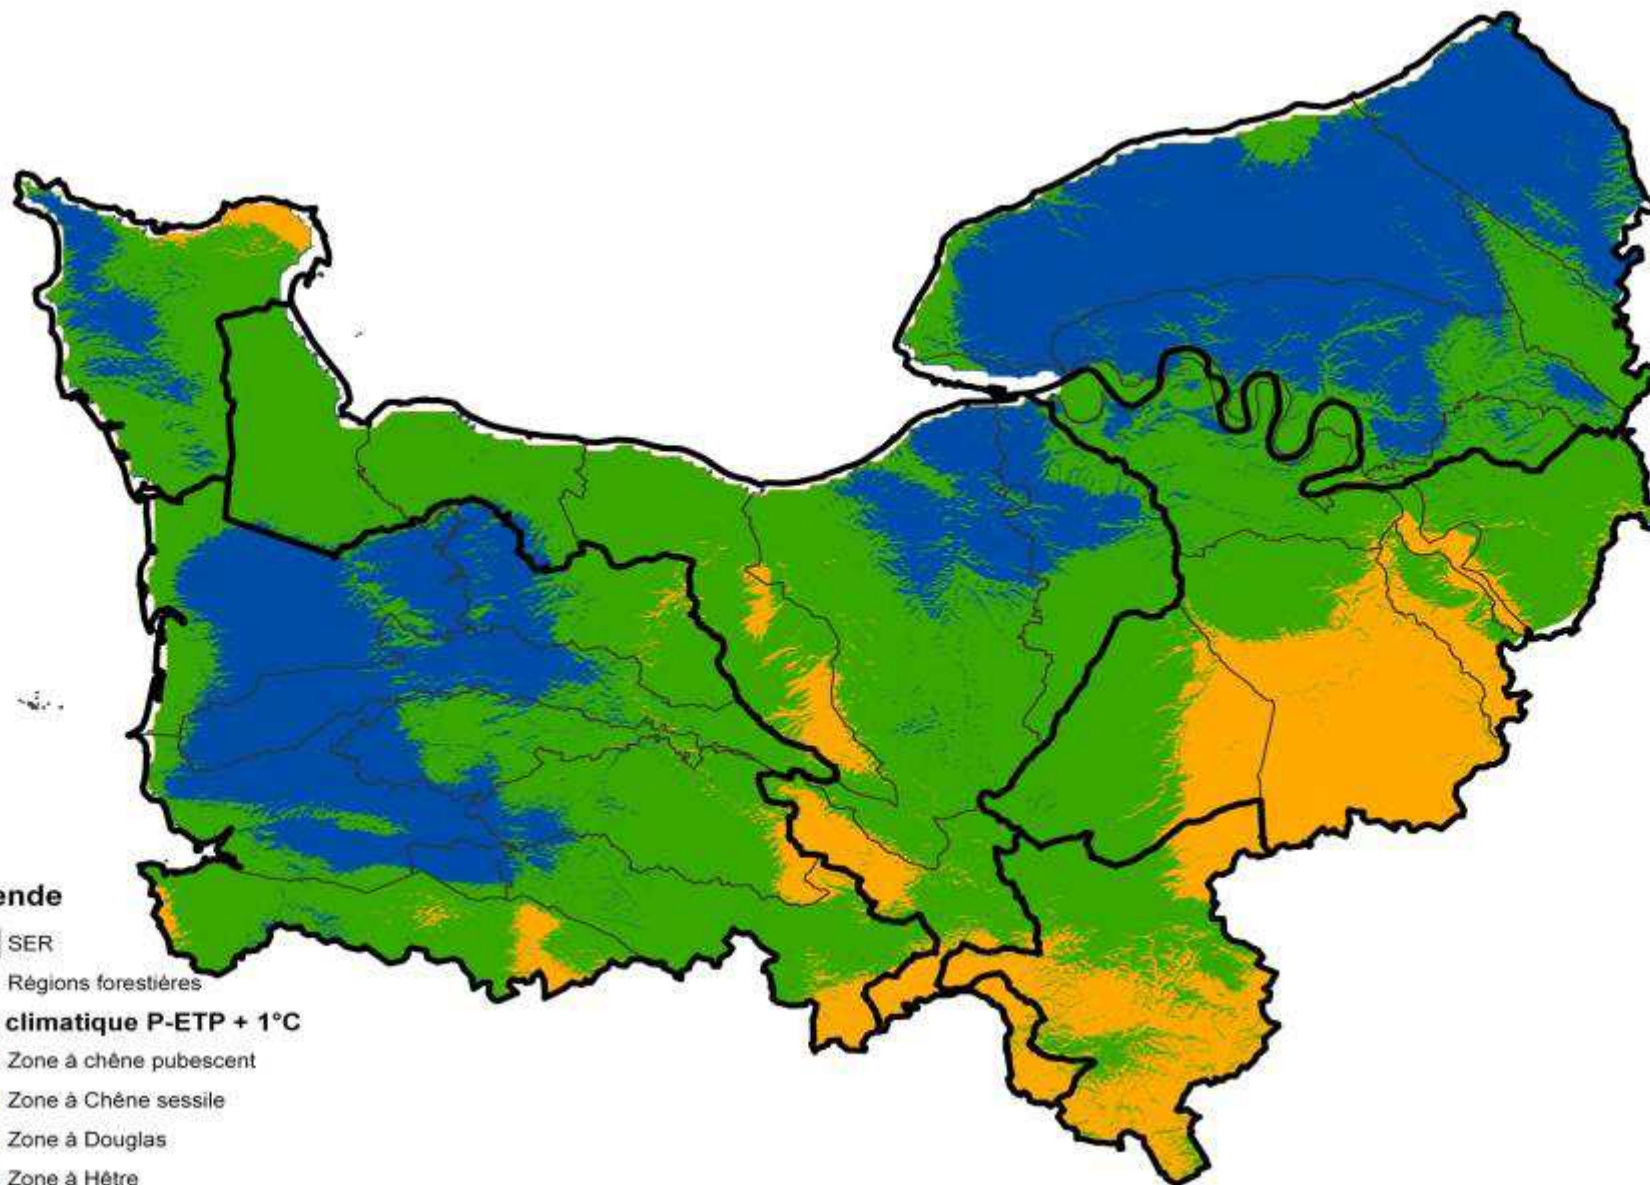 ende
SER
Régions forestières
climatique P-ETP + 1°C
Zone à chêne pubescent
Zone à Chêne sessile
Zone à Douglas
Zone à Hêtre